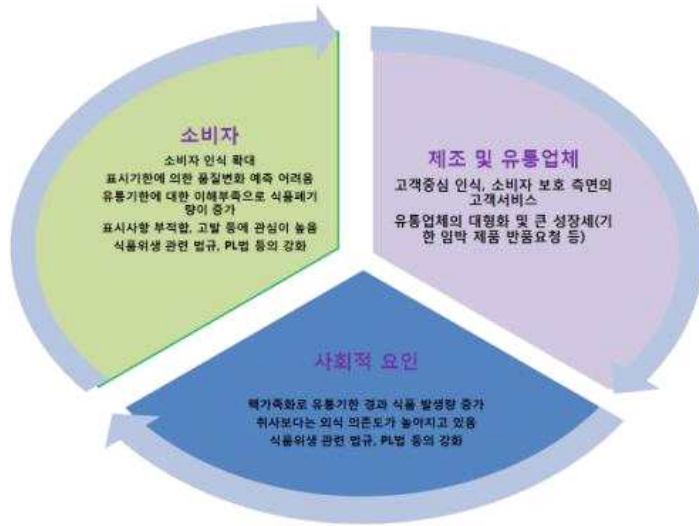 소비자
소비자 인식 확대
표시기한에 의한 품질변화 예측 어려움
유통기한에 대한 이해부족으로 식품폐기
량이 증가
표시사항 부적합, 고발 등에 관심이 높음
식품위생 관련 법규, PL법 등의 강화
제조 및 유통업체
고객중심 인식, 소비자 보호 측면의
고객서비스
유통업체의 대형화 및 큰 성장세(기
한 임박 제품 반품요청 등)
사회적 요인
핵가족화로 유통기한 경과 식품 발생량 증가
취사보다는 외식 의존도가 높아지고 있음
식품위생 관련 법규, PL법 등의 강화